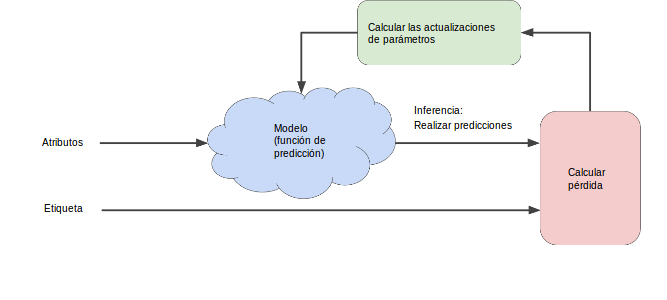 Calcular las actualizaciones
de parámetros
Inferencia:
Realizar predicciones
Modelo
(función de
predicción)
Atributos
Calcular
pérdida
Etiqueta